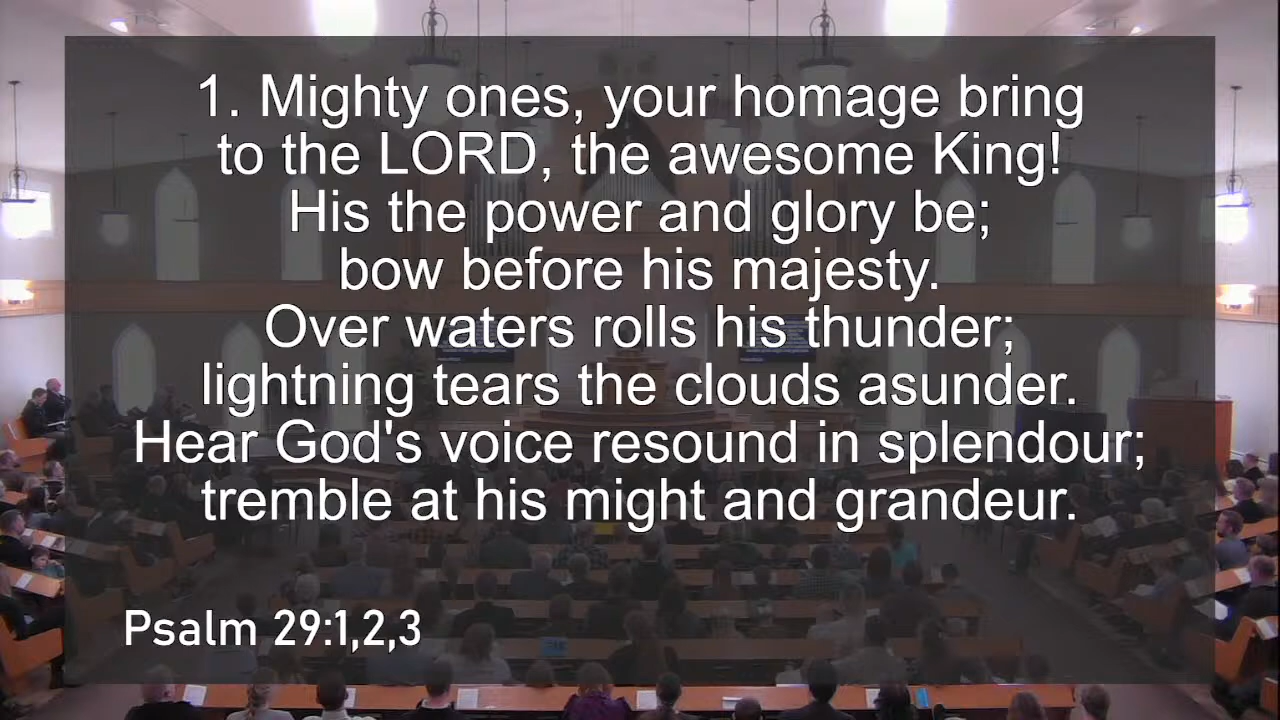 1. Mighty ones, your homage bring
to the LORD, the awesome King!
His the power and glory be;
bow before his majesty.
Over waters rolls his thunder;
lightning tears the clouds asunder.
Hear God's voice resound in splendour;
tremble at his might and grandeur.
Psalm 29:1,2,3